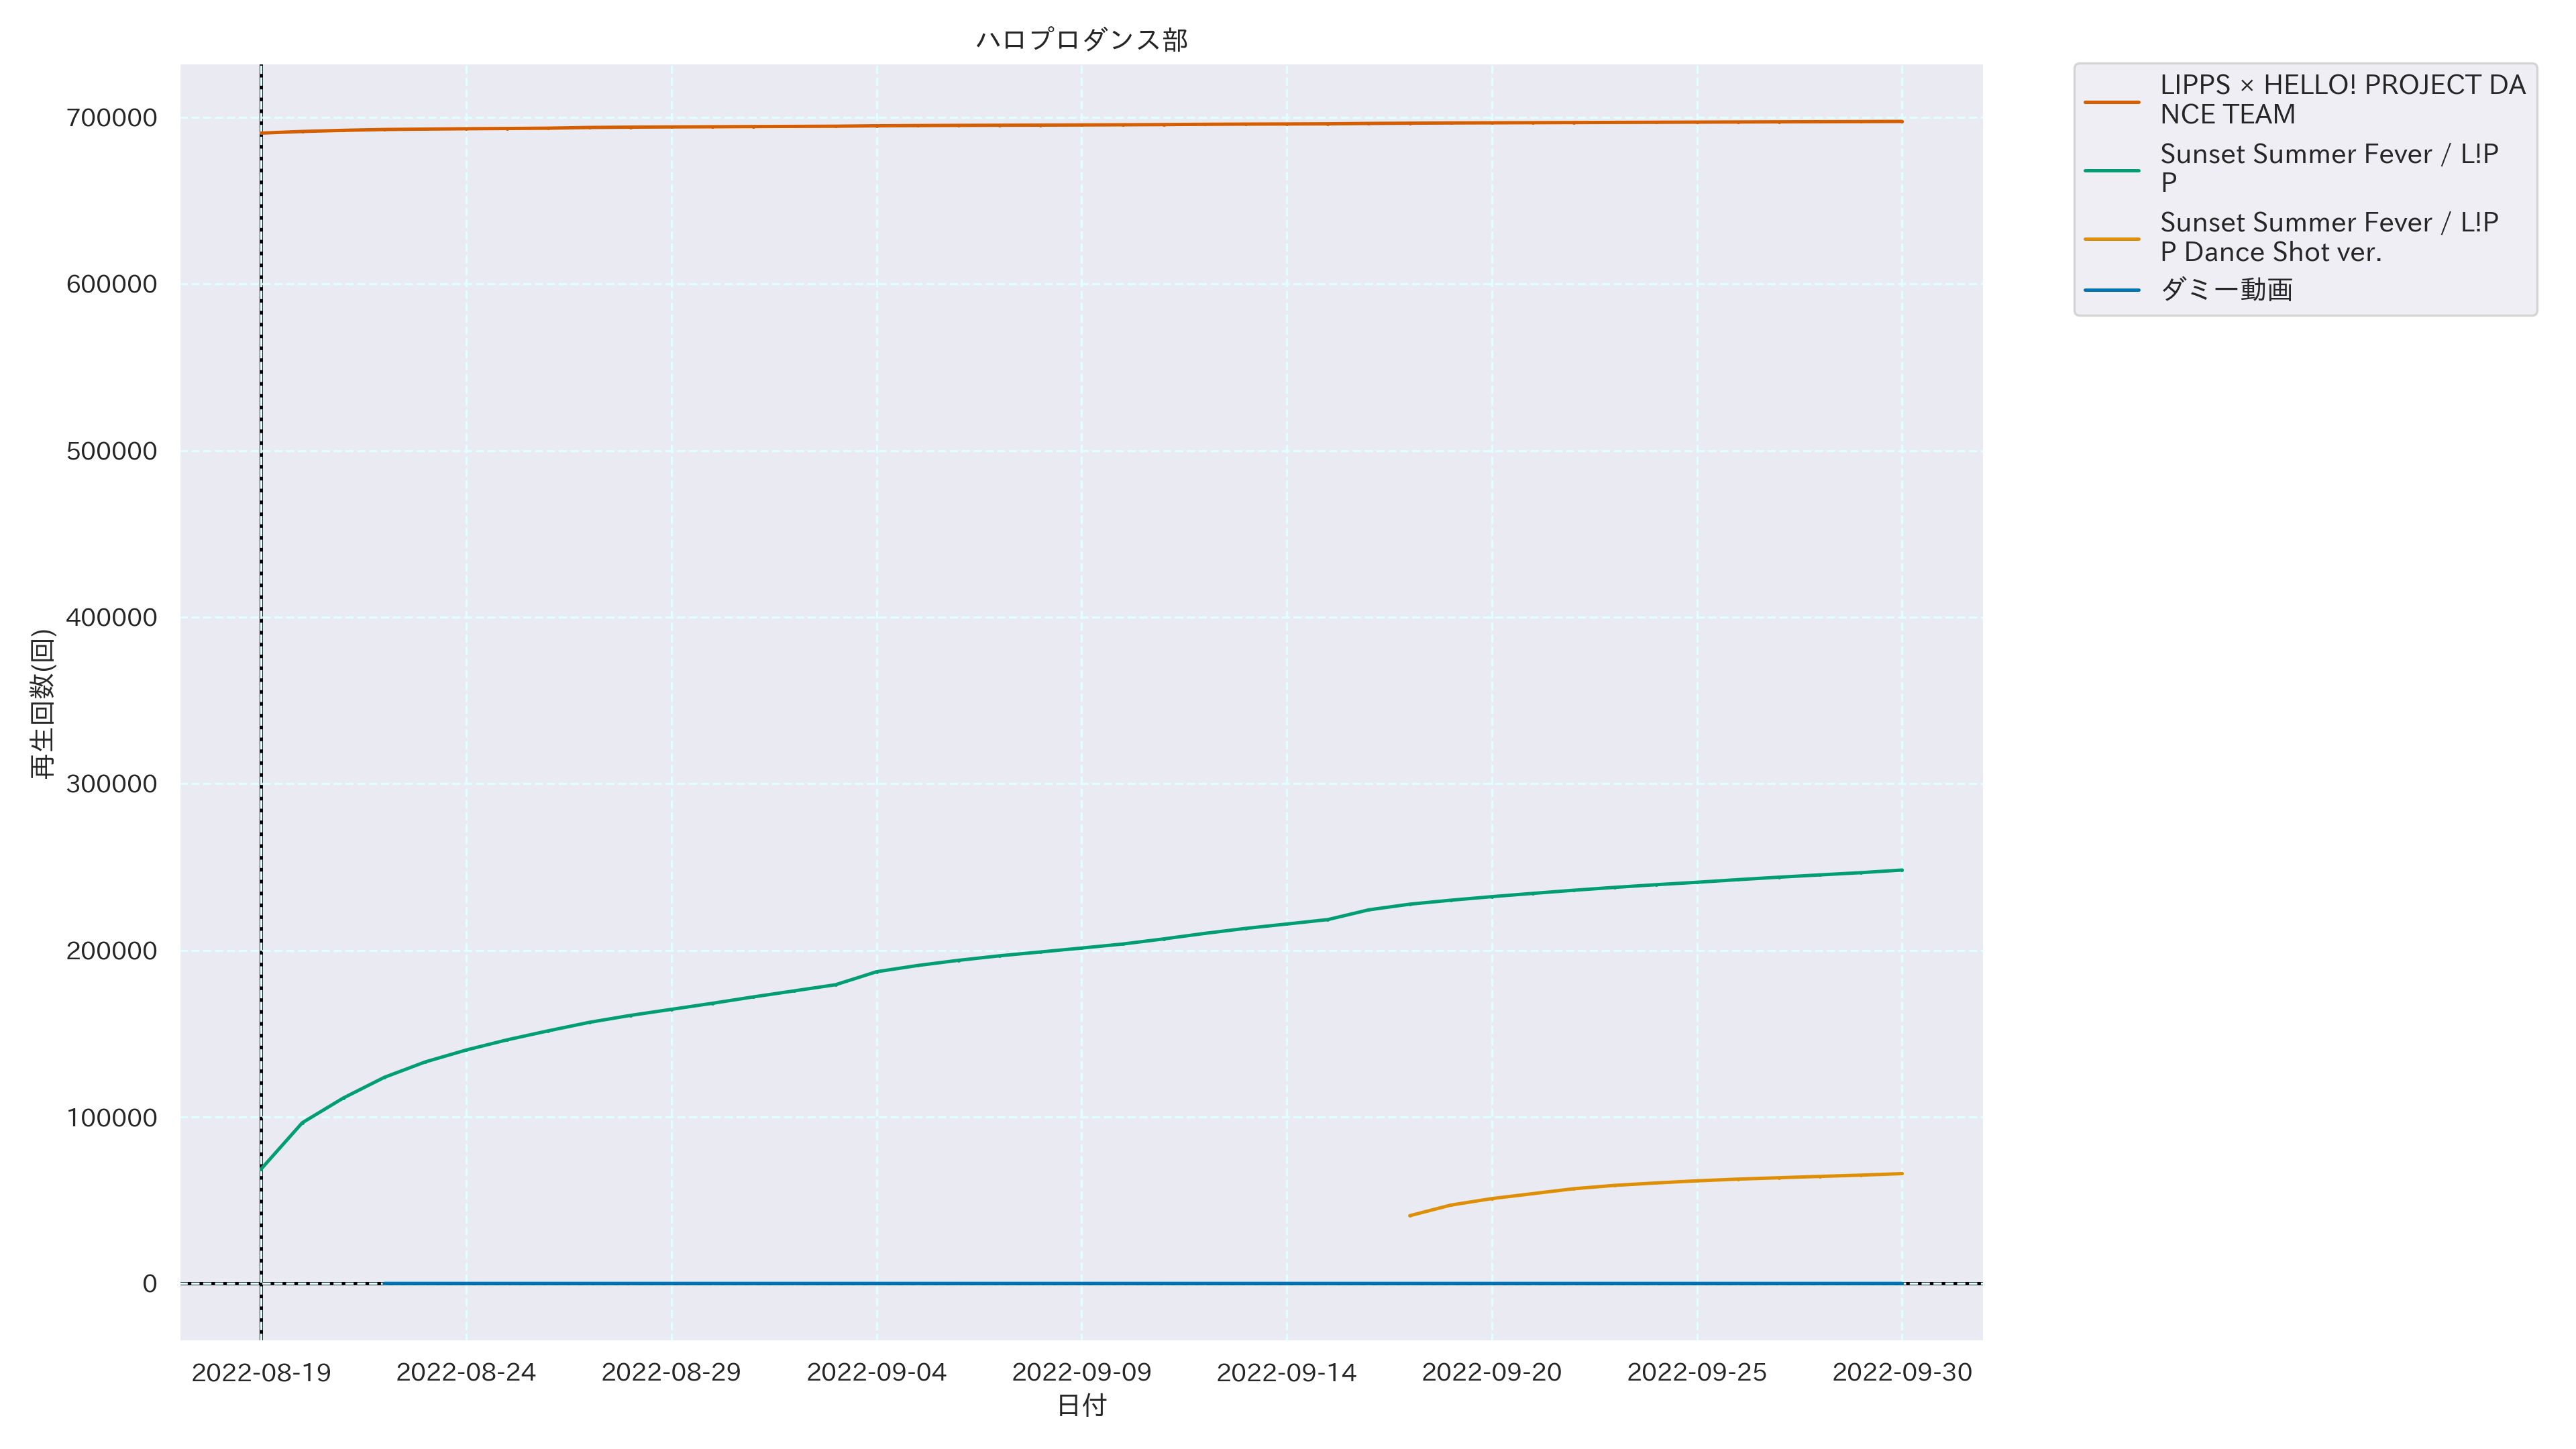 ハロプロダンス部
700000
600000
500000
400000
300000
200000
100000
0
再生回数(回)
2022-08-19
2022-08-24
2022-08-29
2022-09-04
2022-09-09
2022-09-14
2022-09-20
2022-09-25
2022-09-30
日付
LIPPS × HELLO! PROJECT DA
NCE TEAM
Sunset Summer Fever / L!P
P
Sunset Summer Fever / L!P
P Dance Shot ver.
ダミー動画